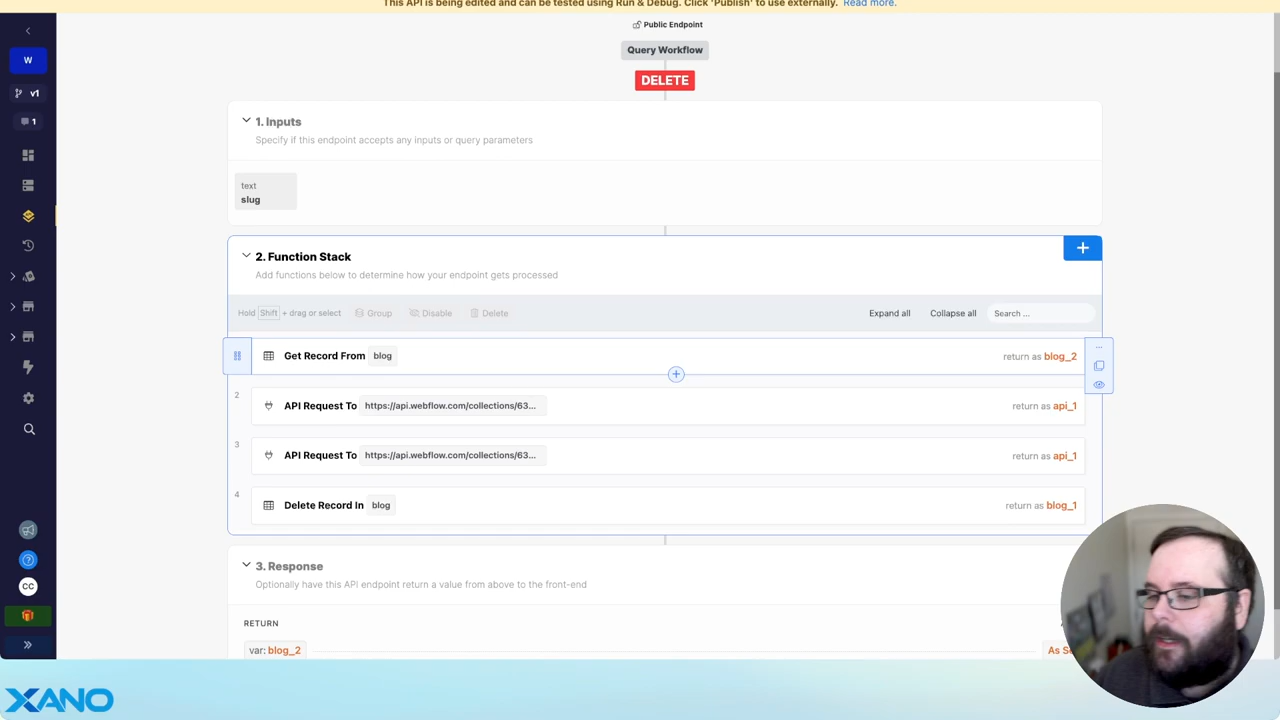 This API is being edited and can be tested using Run & Debug. Click 'Publish' to use externally. Read more.
Public Endpoint
W
Query Workflow
DELETE
v1
1
1. Inputs
Specify if this endpoint accepts any inputs or query parameters
text
slug
2. Function Stack
+
Add functions below to determine how your endpoint gets processed
Hold Shift + drag or select Group Disable Delete Expand all Collapse all Search ...
Get Record From blog return as blog_2
2
API Request To https://api.webflow.com/collections/63... return as api_1
3
API Request To https://api.webflow.com/collections/63... return as api_1
4
Delete Record In blog return as blog_1
3. Response
Optionally have this API endpoint return a value from above to the front-end
CC
RETURN
var: blog_2 As Se
XANO